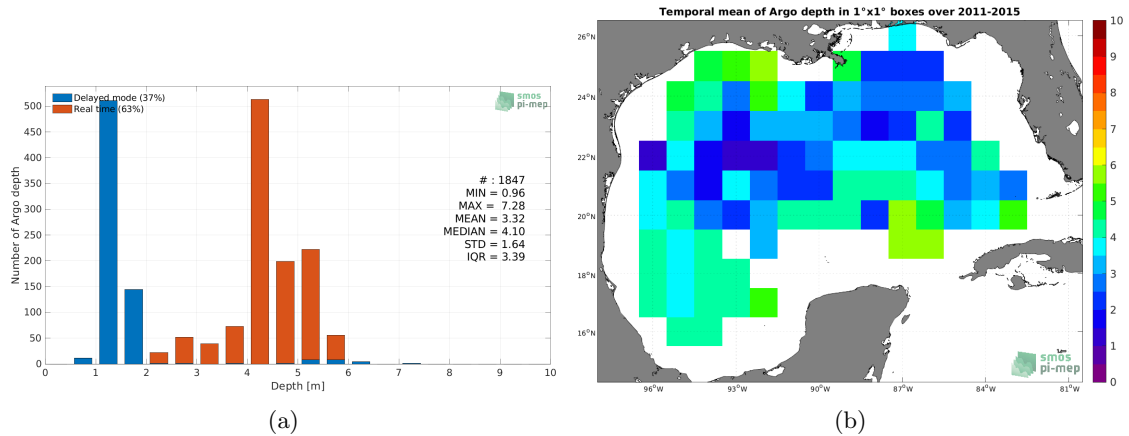 Delayed mode (37%)
Real time (63%)
smos
pi-mep
# : 1847
MIN = 0.96
MAX = 7.28
MEAN = 3.32
MEDIAN = 4.10
STD = 1.64
IQR = 3.39
Number of Argo depth
500
450
400
350
300
250
200
150
100
50
0
0 1 2 3 4 5 6 7 8 9 10
Depth [m]
(a)
Temporal mean of Argo depth in 1°x1° boxes over 2011-2015
26°N
24°N
22°N
20°N
18°N
16°N
96°W 93°W 90°W 87°W 84°W 81°W
10
9
8
7
6
5
4
3
2
1
0
smos
pi-mep
(b)